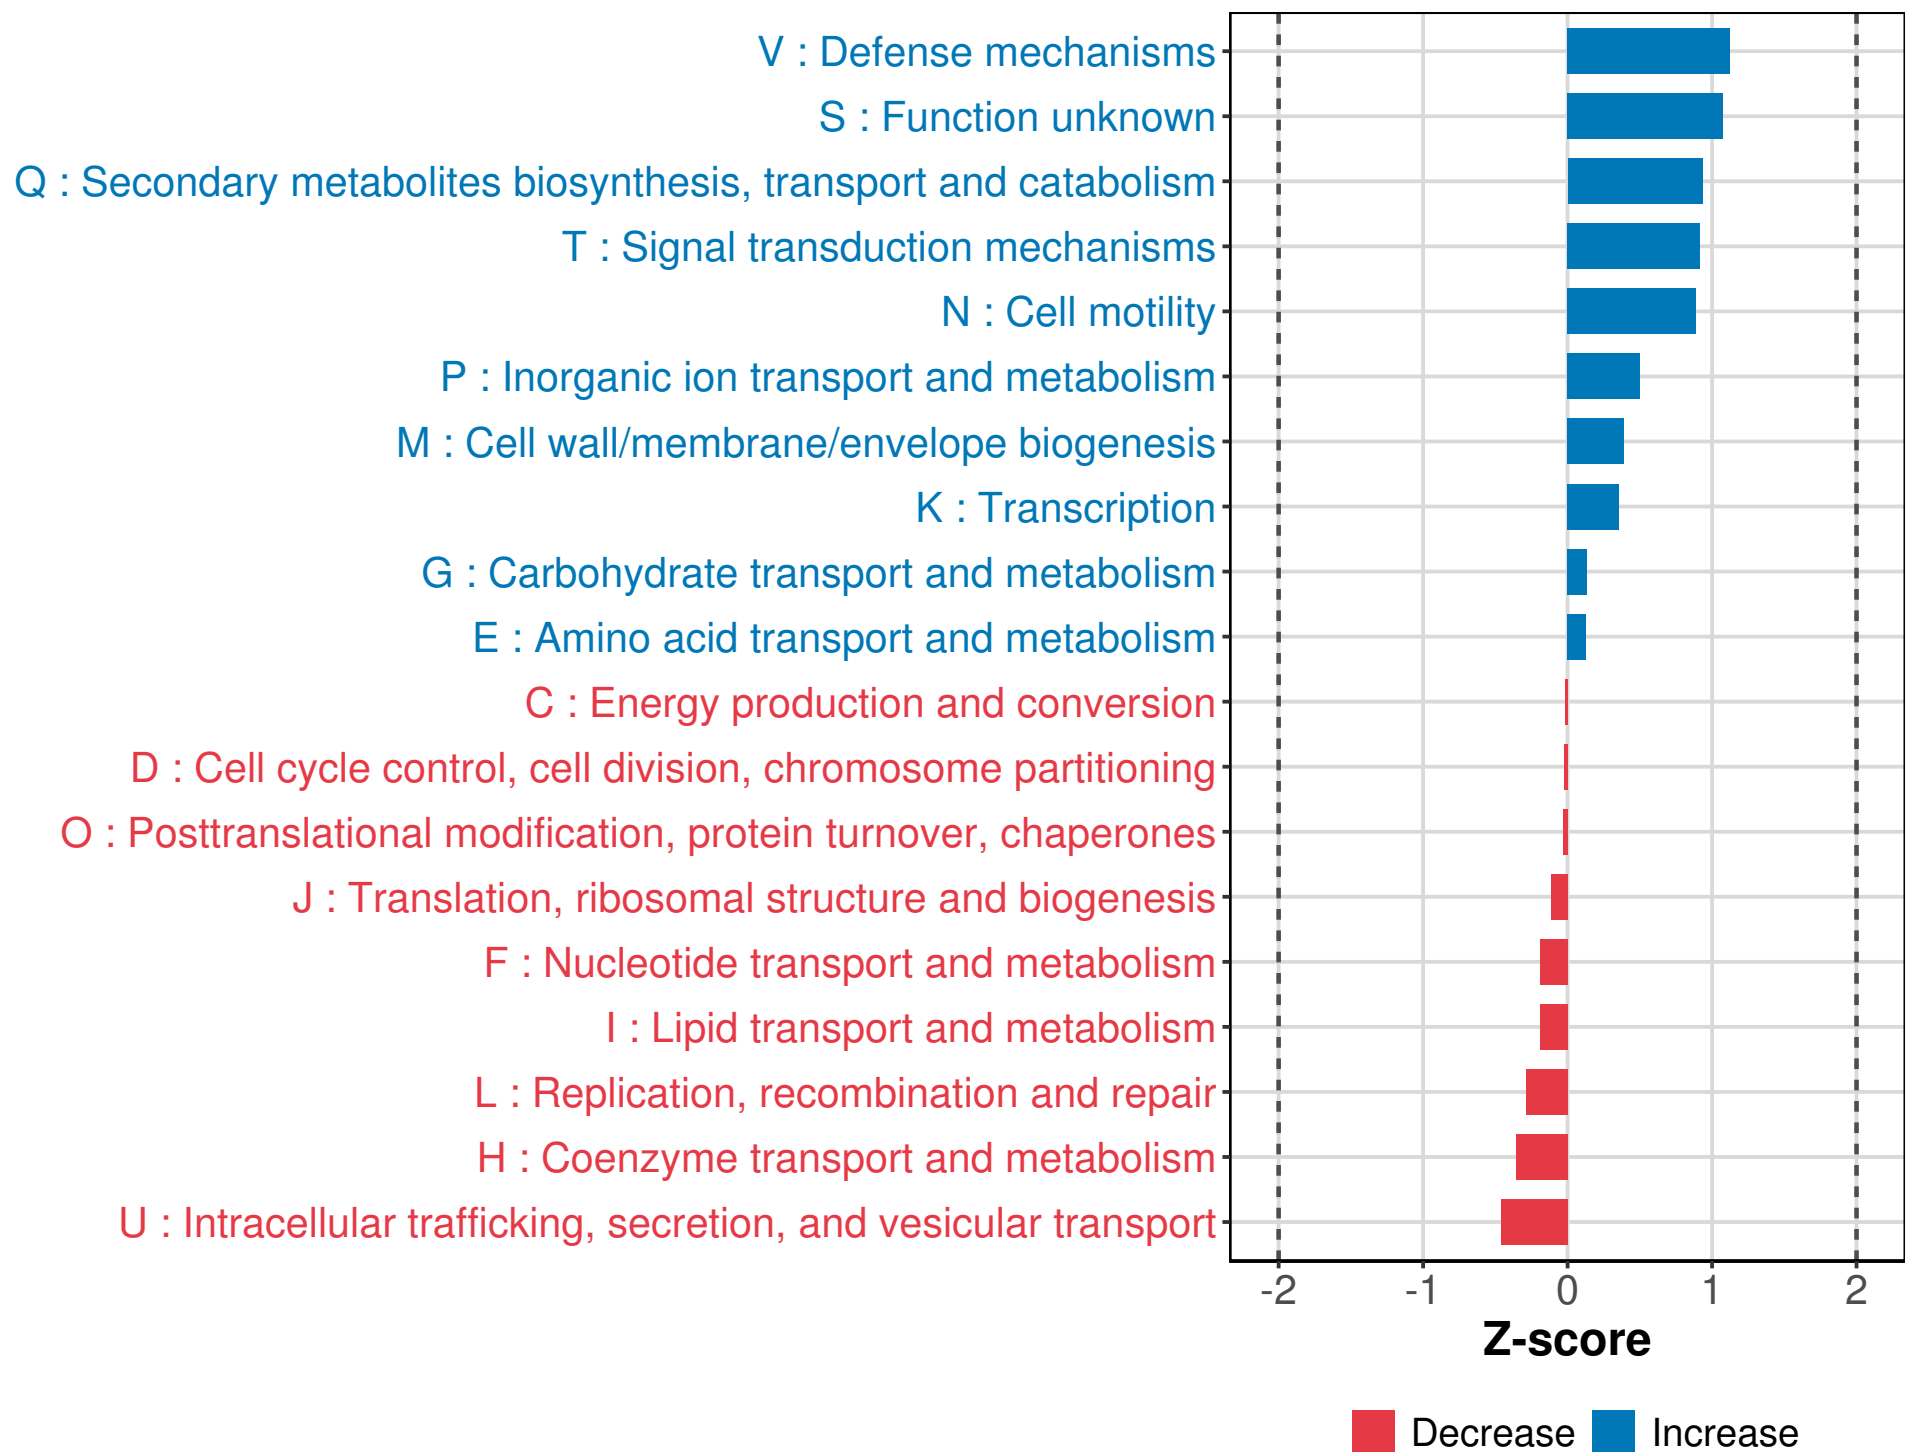 V : Defense mechanisms
S : Function unknown
Q : Secondary metabolites biosynthesis, transport and catabolism
T : Signal transduction mechanisms
N : Cell motility
P : Inorganic ion transport and metabolism
M : Cell wall/membrane/envelope biogenesis
K : Transcription
G : Carbohydrate transport and metabolism
E : Amino acid transport and metabolism
C : Energy production and conversion
D : Cell cycle control, cell division, chromosome partitioning
O : Posttranslational modification, protein turnover, chaperones
J : Translation, ribosomal structure and biogenesis
F : Nucleotide transport and metabolism
I : Lipid transport and metabolism
L : Replication, recombination and repair
H : Coenzyme transport and metabolism
U : Intracellular trafficking, secretion, and vesicular transport
-2 -1 0 1 2
Z-score
Decrease Increase